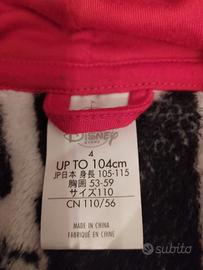 Disney
STORE
4
UP TO 104cm
JP日本 身長 105-115
胸囲 53-59
サイズ110
CN 110/56
MADE IN CHINA
FABRIQUÉ EN CHINE
subito